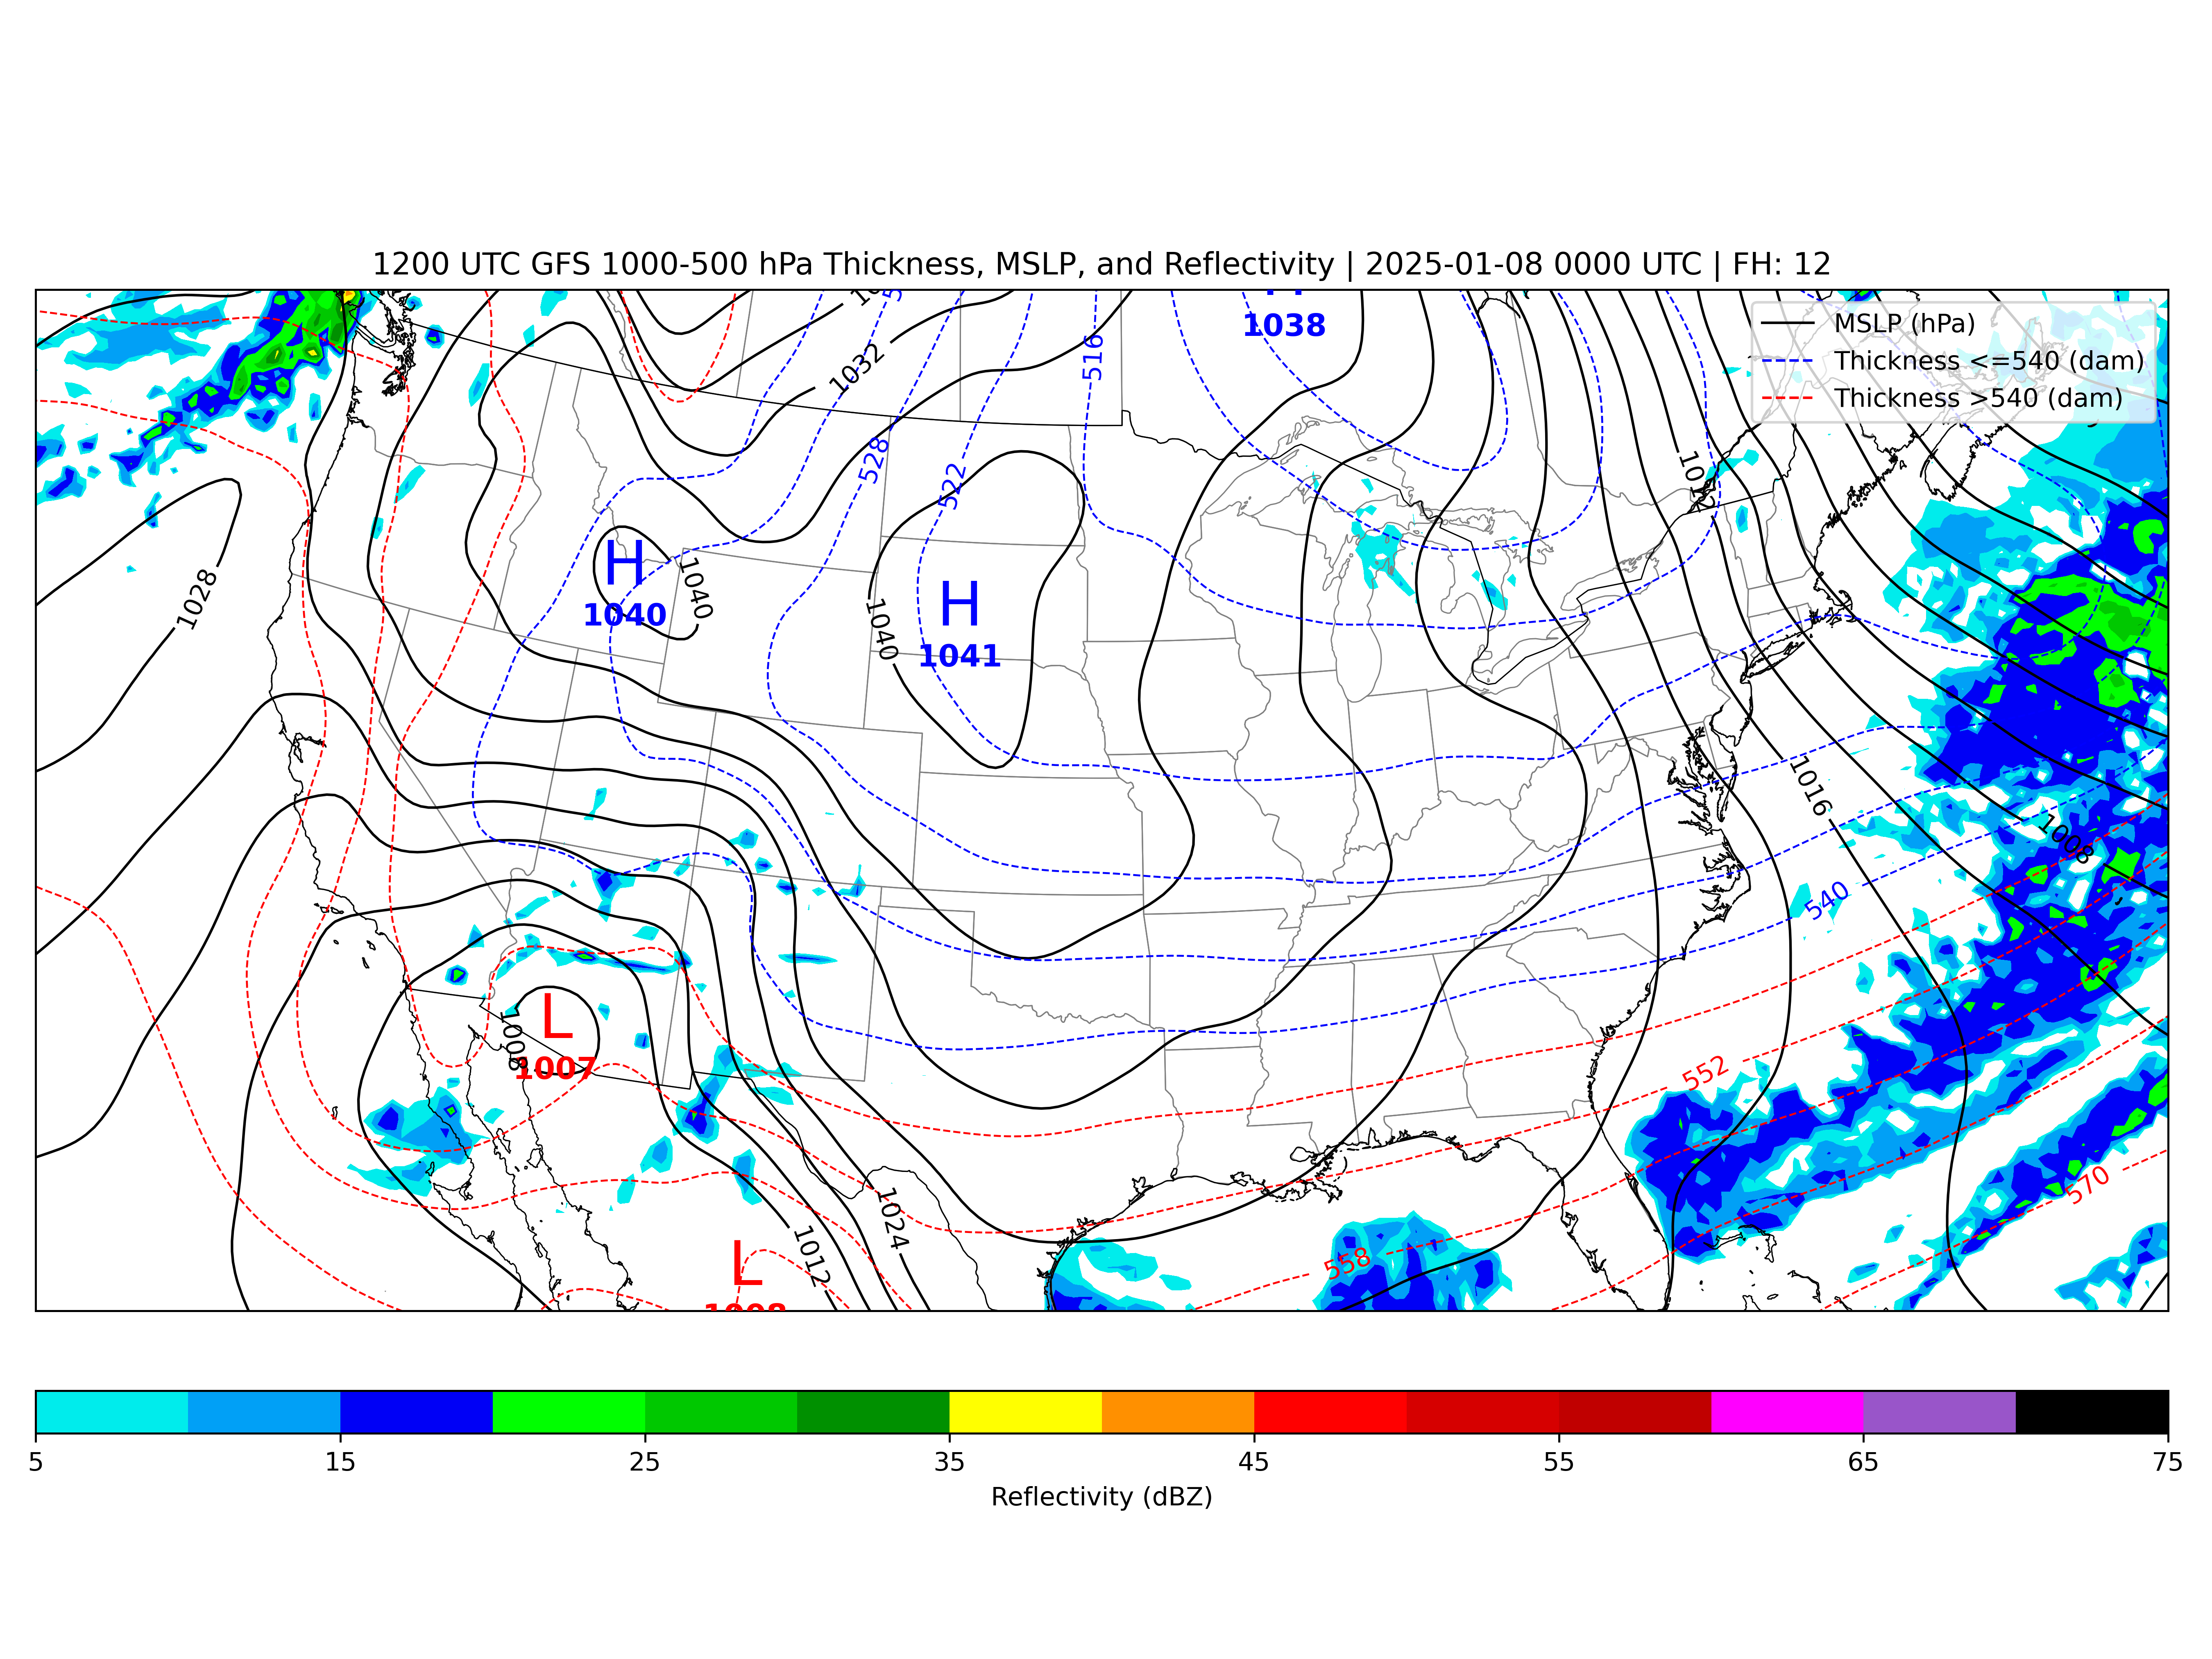 1200 UTC GFS 1000-500 hPa Thickness, MSLP, and Reflectivity | 2025-01-08 0000 UTC | FH: 12
MSLP (hPa)
Thickness <=540 (dam)
Thickness >540 (dam)
1038
1032
516
528
522
1012
1028
H
1040
1040
H
1041
1040
1016
1008
540
L
1007
1008
552
570
1024
1012
558
L
1008
5 15 25 35 45 55 65 75
Reflectivity (dBZ)